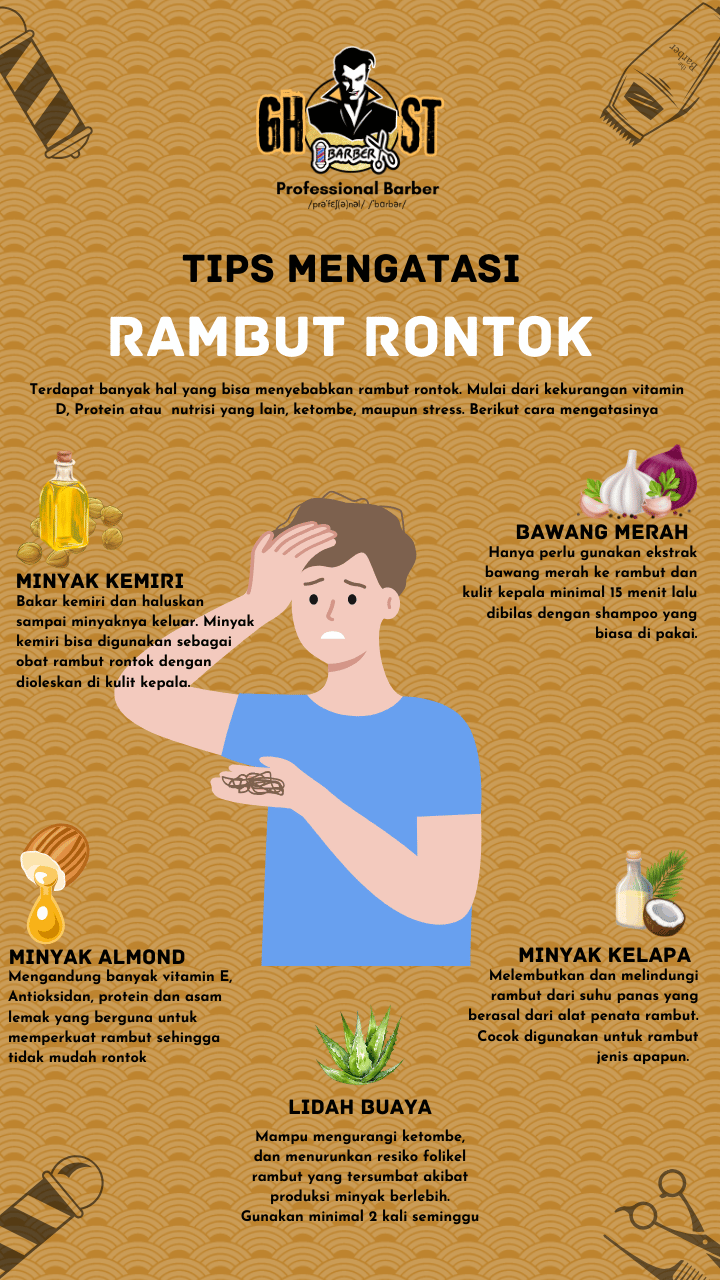 The Barber
GHOST
BARBER
Professional Barber
/prəˈfɛʃ(ə)nəl/ /ˈbɑrbər/
TIPS MENGATASI
RAMBUT RONTOK
Terdapat banyak hal yang bisa menyebabkan rambut rontok. Mulai dari kekurangan vitamin
D, Protein atau nutrisi yang lain, ketombe, maupun stress. Berikut cara mengatasinya
MINYAK KEMIRI
Bakar kemiri dan haluskan
sampai minyaknya keluar. Minyak
kemiri bisa digunakan sebagai
obat rambut rontok dengan
dioleskan di kulit kepala.
BAWANG MERAH
Hanya perlu gunakan ekstrak
bawang merah ke rambut dan
kulit kepala minimal 15 menit lalu
dibilas dengan shampoo yang
biasa di pakai.
MINYAK ALMOND
Mengandung banyak vitamin E,
Antioksidan, protein dan asam
lemak yang berguna untuk
memperkuat rambut sehingga
tidak mudah rontok
MINYAK KELAPA
Melembutkan dan melindungi
rambut dari suhu panas yang
berasal dari alat penata rambut.
Cocok digunakan untuk rambut
jenis apapun.
LIDAH BUAYA
Mampu mengurangi ketombe,
dan menurunkan resiko folikel
rambut yang tersumbat akibat
produksi minyak berlebih.
Gunakan minimal 2 kali seminggu